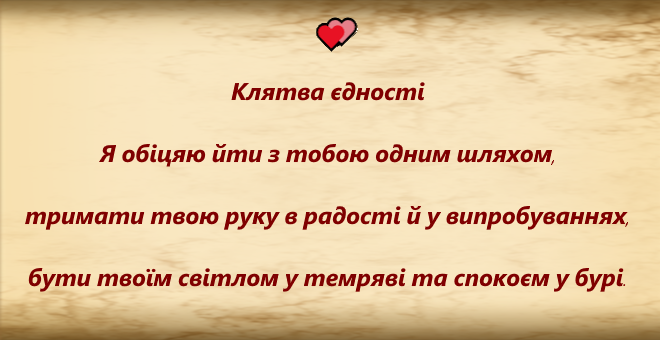 Клятва єдності
Я обіцяю йти з тобою одним шляхом,
тримати твою руку в радості й у випробуваннях,
бути твоїм світлом у темряві та спокоєм у бурі.